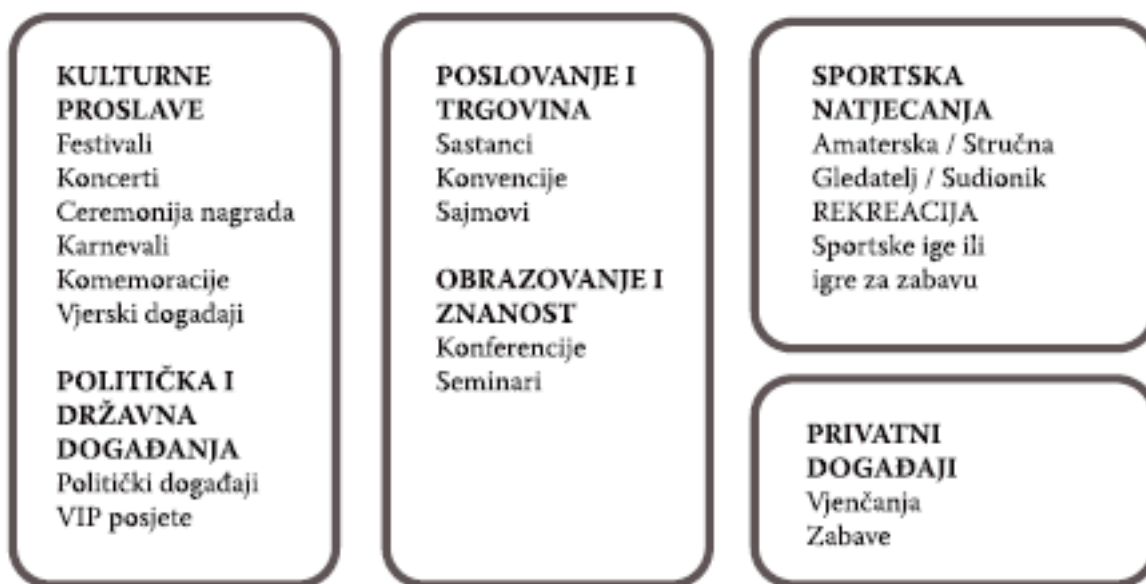 KULTURNE
PROSLAVE
Festivali
Koncerti
Ceremonija nagrada
Karnevali
Komemoracije
Vjerski događaji
POLITIČKA I
DRŽAVNA
DOGAĐANJA
Politički događaji
VIP posjete
POSLOVANJE I
TRGOVINA
Sastanci
Konvencije
Sajmovi
OBRAZOVANJE I
ZNANOST
Konferencije
Seminari
SPORTSKA
NATJECANJA
Amaterska / Stručna
Gledatelj / Sudionik
REKREACIJA
Sportske ige ili
igre za zabavu
PRIVATNI
DOGAĐAJI
Vjenčanja
Zabave